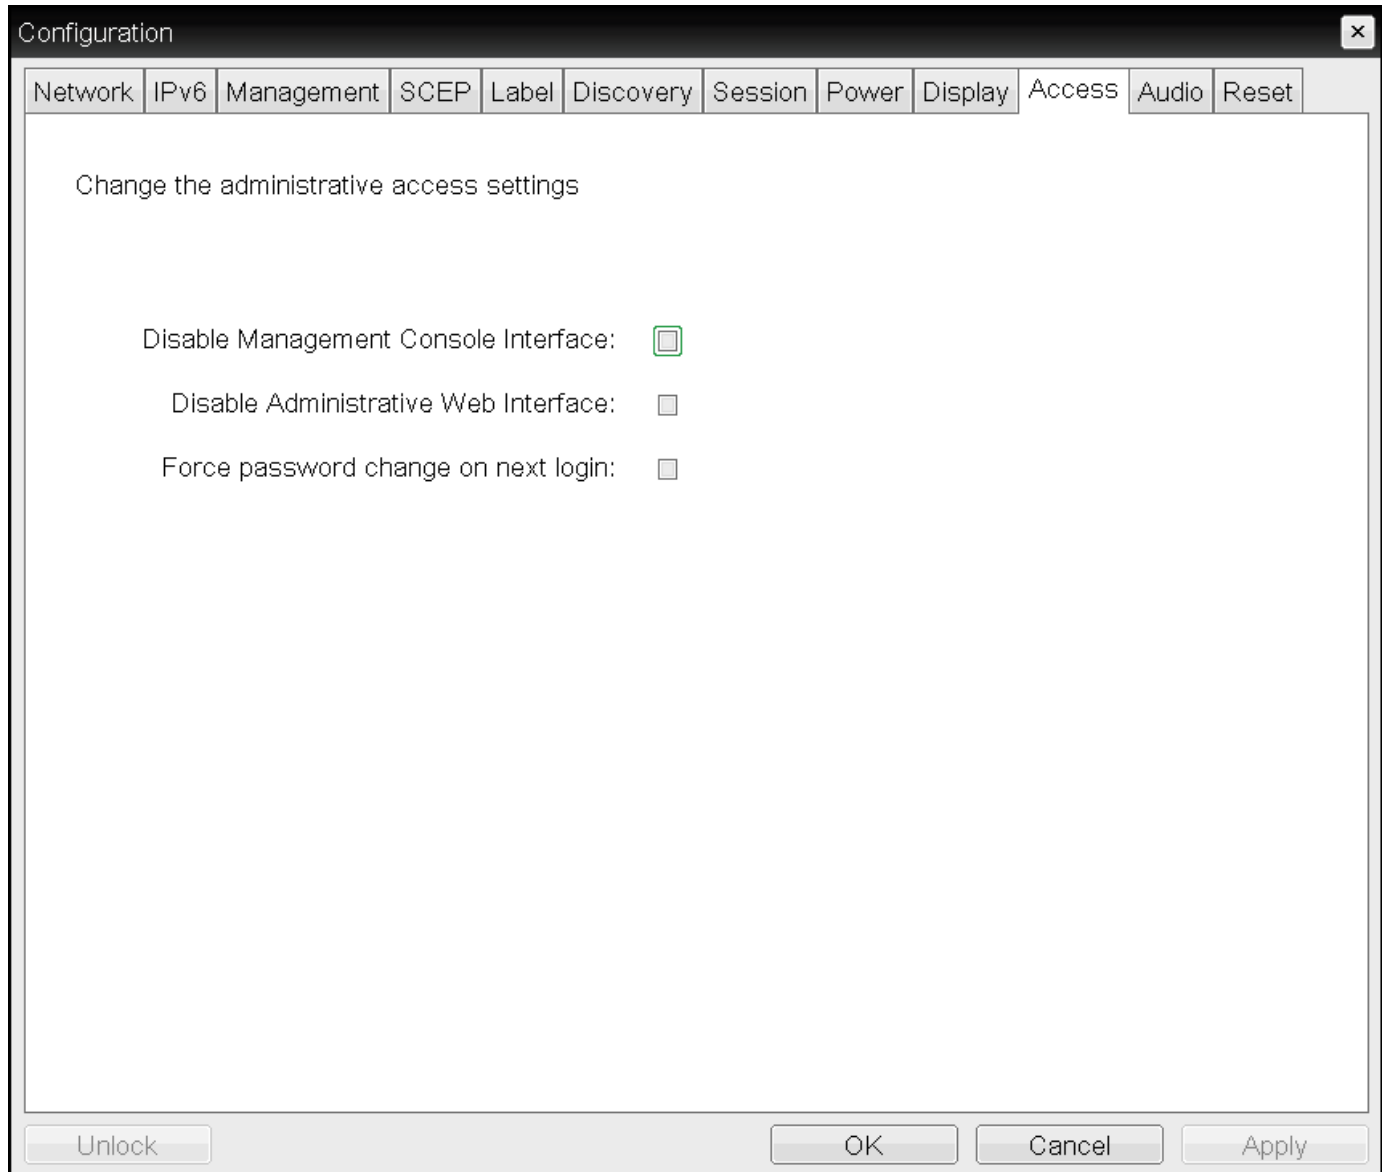 Configuration
Network IPv6 Management SCEP Label Discovery Session Power Display Access Audio Reset
Change the administrative access settings
Disable Management Console Interface:
Disable Administrative Web Interface:
Force password change on next login:
Unlock OK Cancel Apply